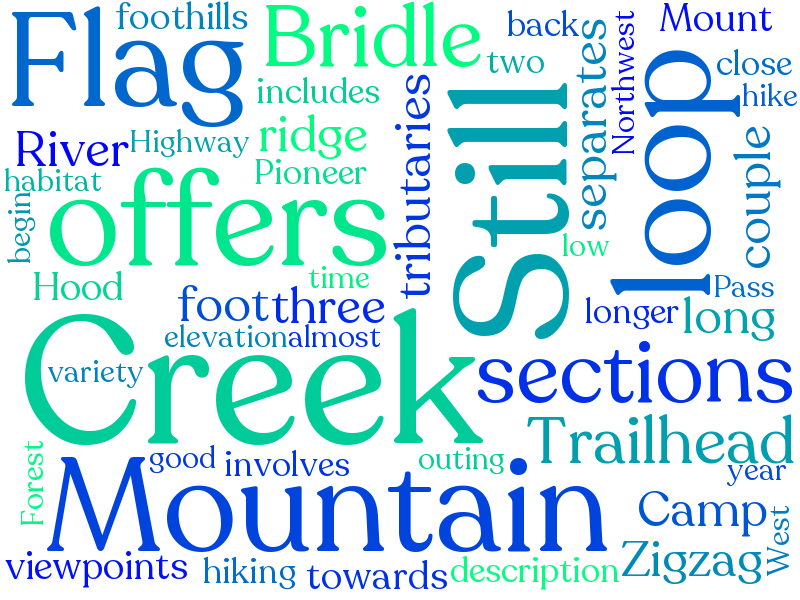 foothills
Flag
Bridle
back
Mount
two
close
includes
hike
separates
Northwest
loop
tributaries
Still
River
Highway
ridge
couple
Pioneer
habitat
offers
begin
low
time
Hood
Pass
foot
three
longer
long
elevation
almost
Creek
variety
sections
Trailhead
good
involves
outing
year
Forest
Mountain
Camp
West
viewpoints
hiking
towards
description
Zigzag